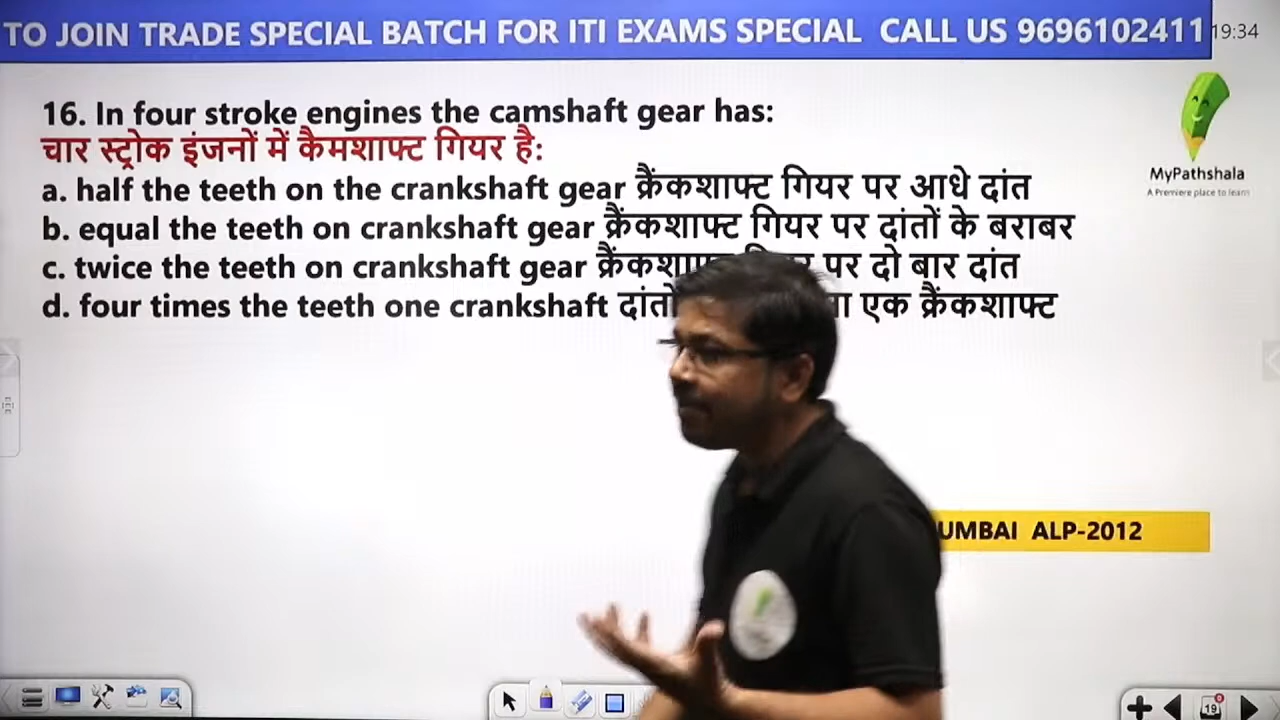 TO JOIN TRADE SPECIAL BATCH FOR ITI EXAMS SPECIAL CALL US 9696102411
19:34
16. In four stroke engines the camshaft gear has:
चार स्ट्रोक इंजनों में कैमशाफ्ट गियर है:
a. half the teeth on the crankshaft gear क्रैंकशाफ्ट गियर पर आधे दांत
b. equal the teeth on crankshaft gear क्रैंकशाफ्ट गियर पर दांतों के बराबर
c. twice the teeth on crankshaft gear पर दो बार दांत
d. four times the teeth one crankshaft एक क्रैंकशाफ्ट
MyPathshala
A Premiere place to learn
UMBAI ALP-2012
19